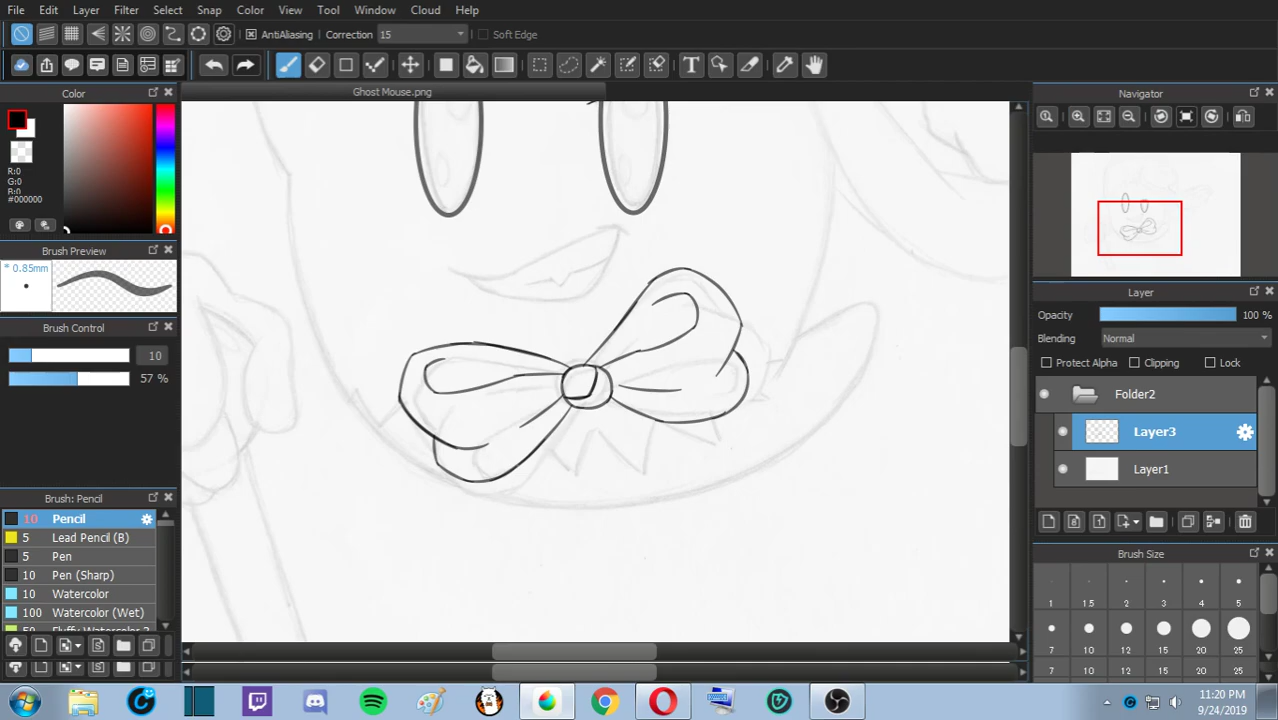 File Edit Layer Filter Select Snap Color View Tool Window Cloud Help
AntiAliasing Correction 15 Soft Edge
Color
R:0
G:0
B:0
#000000
Brush Preview
* 0.85mm
Brush Control
10
57 %
Brush: Pencil
10 Pencil
5 Lead Pencil (B)
5 Pen
10 Pen (Sharp)
10 Watercolor
100 Watercolor (Wet)
50 Fluffy Watercolor 2
Ghost Mouse.png
Navigator
Layer
Opacity 100 %
Blending Normal
Protect Alpha Clipping Lock
Folder2
Layer3
Layer1
Brush Size
1 1.5 2 3 4 5
7 10 12 15 20 25
7 10 12 15 20 25
11:20 PM
9/24/2019